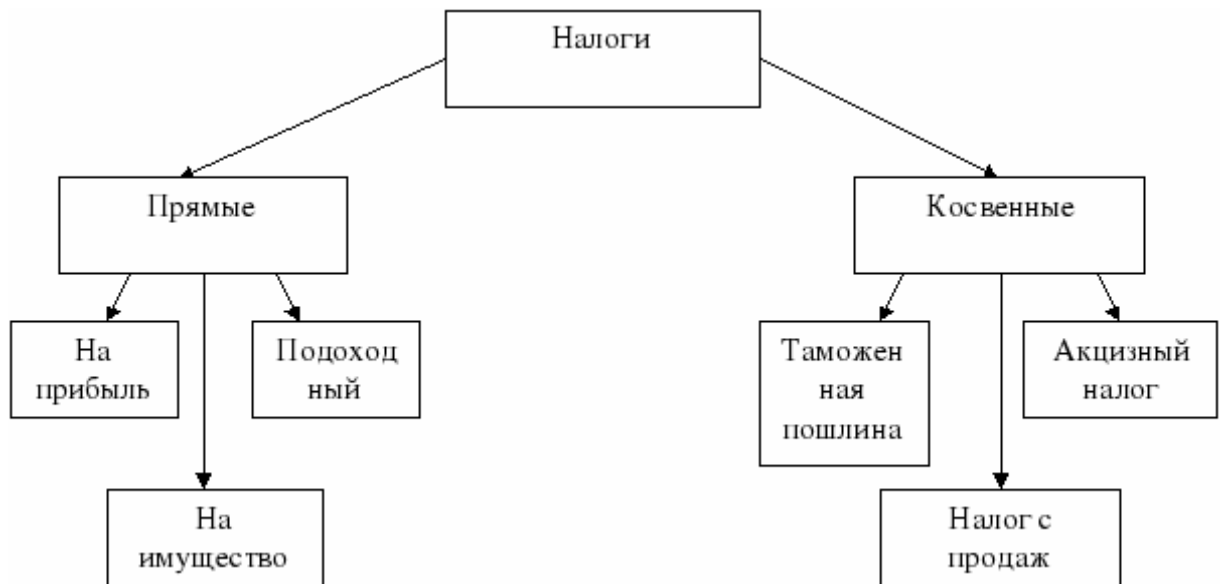 Налоги
Прямые
Косвенные
На
прибыль
Подоход
ный
Таможен
ная
пошлина
Акцизный
налог
На
имущество
Налог с
продаж